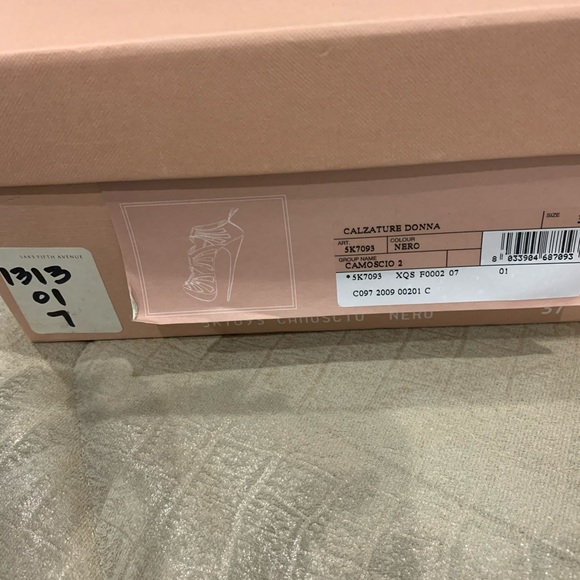 SAKS FIFTH AVENUE
1313
01
7
CALZATURE DONNA
SIZE
ART.
5K7093
COLOUR
NERO
GROUP NAME
CAMOSCIO 2
8 033904 687093
*5K7093 XQS F0002 07 01
C097 2009 00201 C
5K7093 CAMOSCIO NERO 37